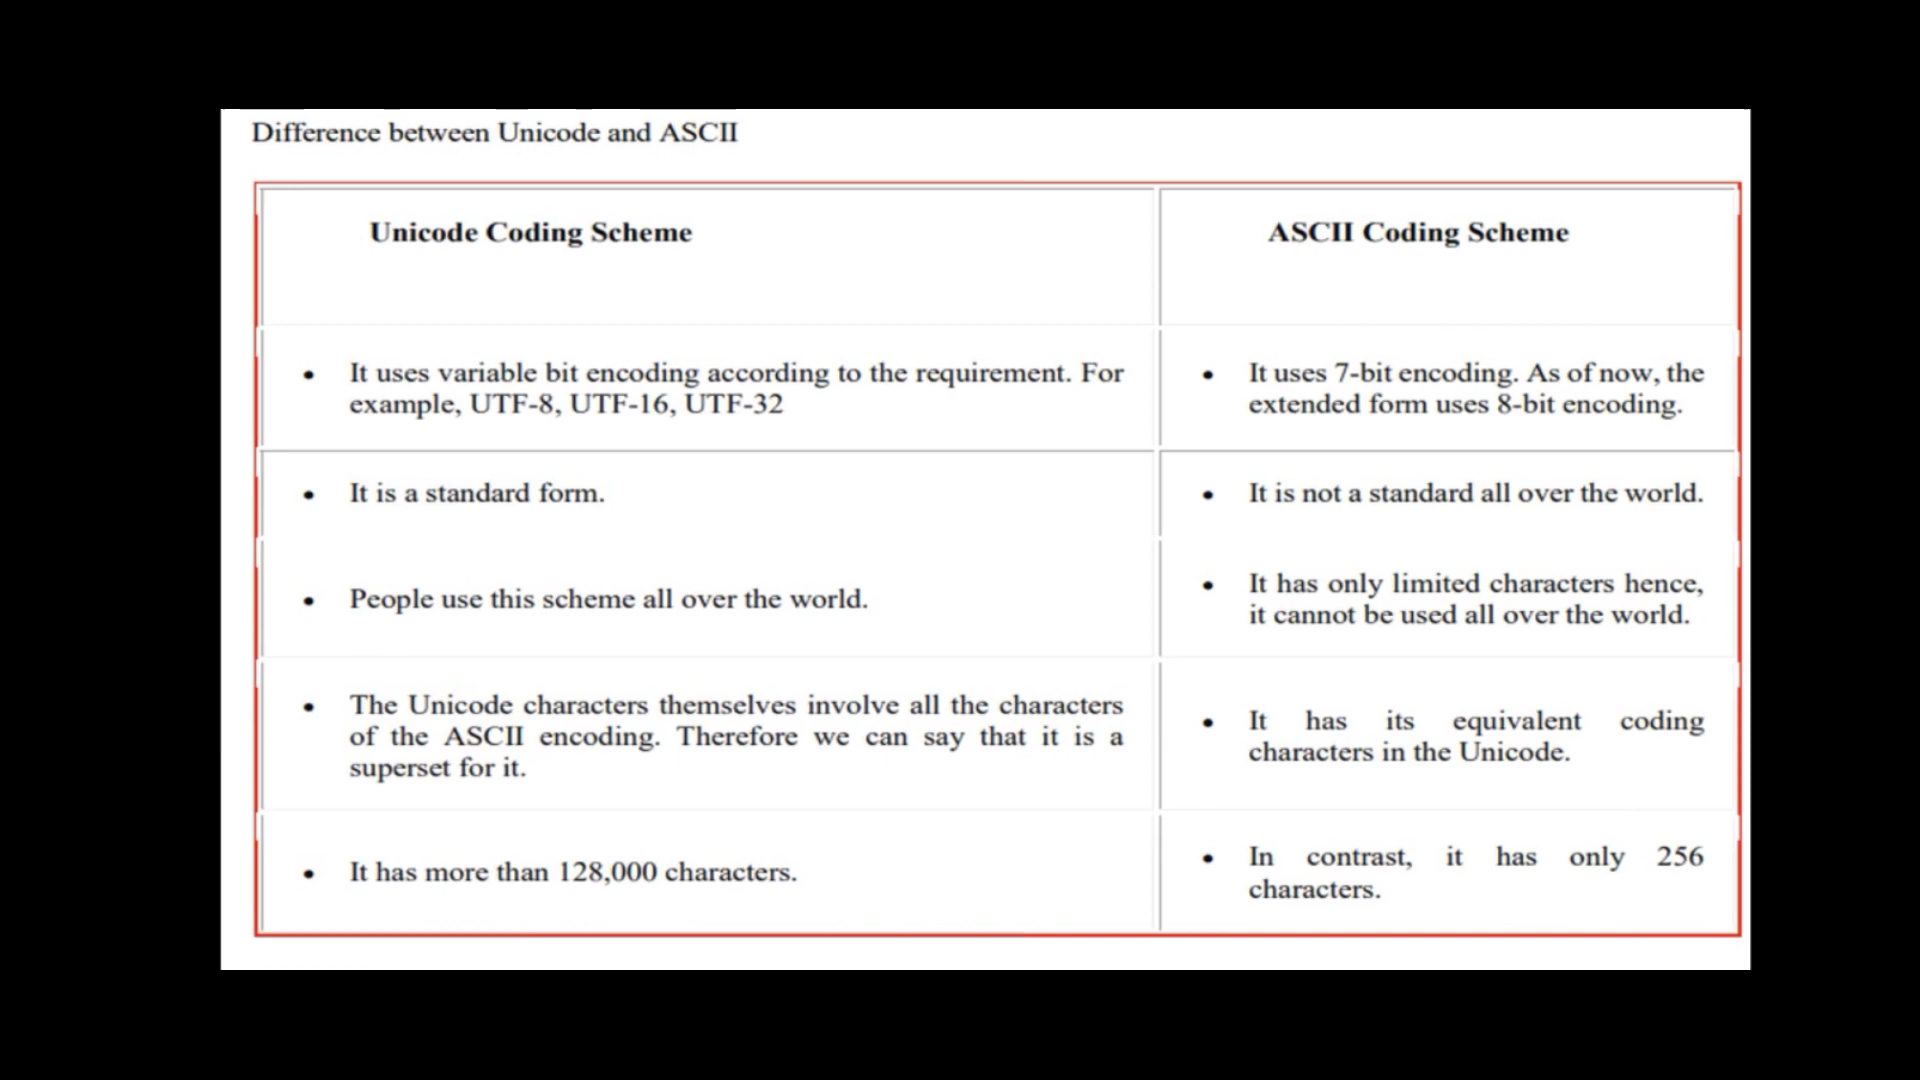 Difference between Unicode and ASCII
Unicode Coding Scheme
ASCII Coding Scheme
• It uses variable bit encoding according to the requirement. For
example, UTF-8, UTF-16, UTF-32
• It uses 7-bit encoding. As of now, the
extended form uses 8-bit encoding.
• It is a standard form.
• It is not a standard all over the world.
• People use this scheme all over the world.
• It has only limited characters hence,
it cannot be used all over the world.
• The Unicode characters themselves involve all the characters
of the ASCII encoding. Therefore we can say that it is a
superset for it.
• It has its equivalent coding
characters in the Unicode.
• It has more than 128,000 characters.
• In contrast, it has only 256
characters.